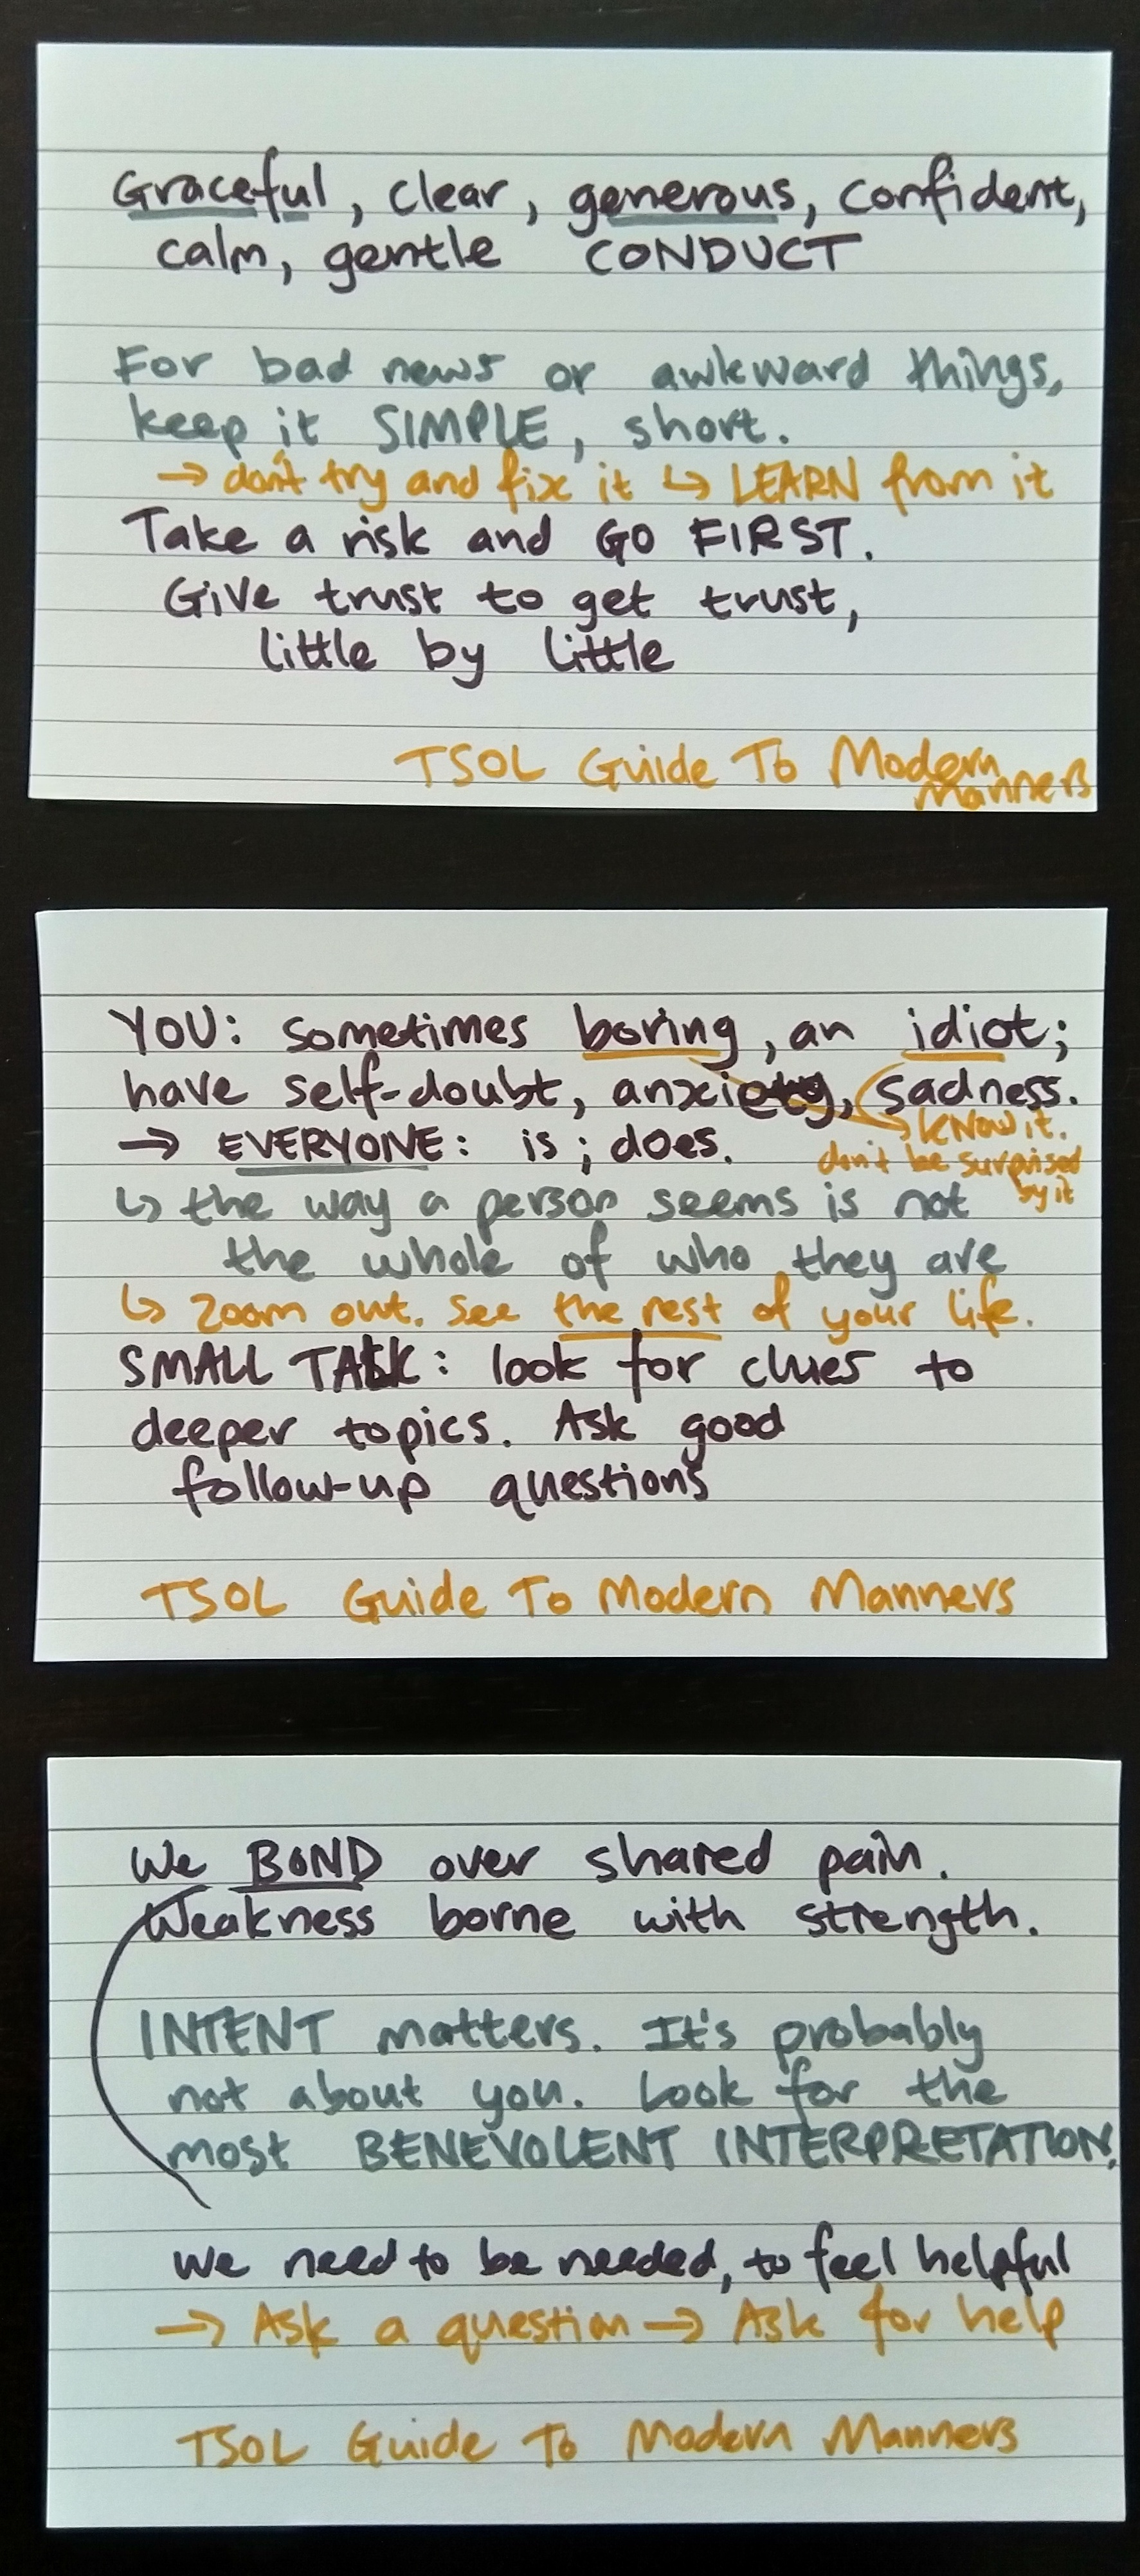 Graceful, clear, generous, confident,
calm, gentle CONDUCT
For bad news or awkward things,
keep it SIMPLE, short.
→ don't try and fix it ↳ LEARN from it
Take a risk and GO FIRST.
Give trust to get trust,
little by little
TSOL Guide To Modern
Manners
YOU: sometimes boring, an idiot;
have self-doubt, anxiety, sadness.
→ know it.
→ EVERYONE: is; does.
don't be surprised
by it
↳ the way a person seems is not
the whole of who they are
↳ zoom out. see the rest of your life.
SMALL TALK: look for clues to
deeper topics. Ask good
follow-up questions
TSOL Guide To Modern Manners
We BOND over shared pain.
Weakness borne with strength.
INTENT matters. It's probably
not about you. Look for the
most BENEVOLENT INTERPRETATION.
We need to be needed, to feel helpful
→ Ask a question → Ask for help
TSOL Guide To Modern Manners